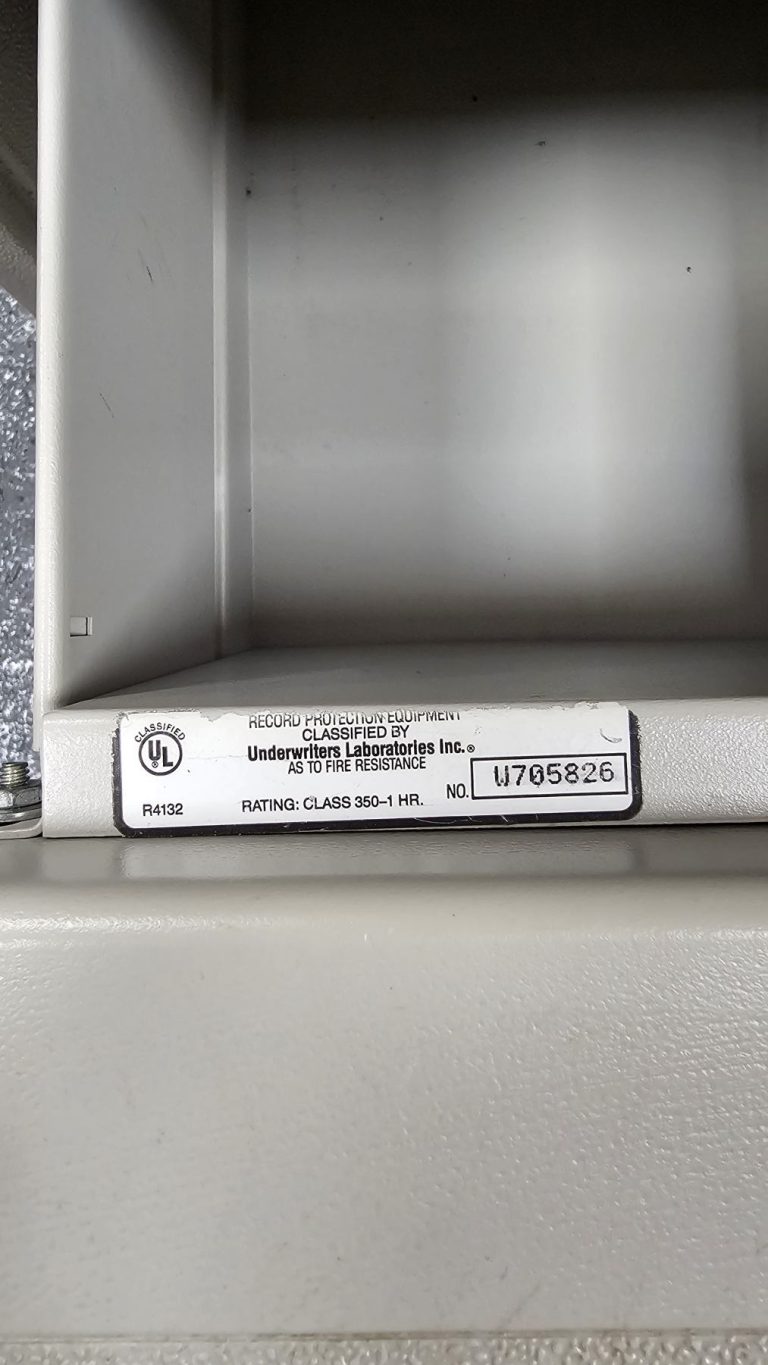 CLASSIFIED
UL
R4132
RECORD PROTECTION EQUIPMENT
CLASSIFIED BY
Underwriters Laboratories Inc.®
AS TO FIRE RESISTANCE
RATING: CLASS 350–1 HR.
NO. U705826